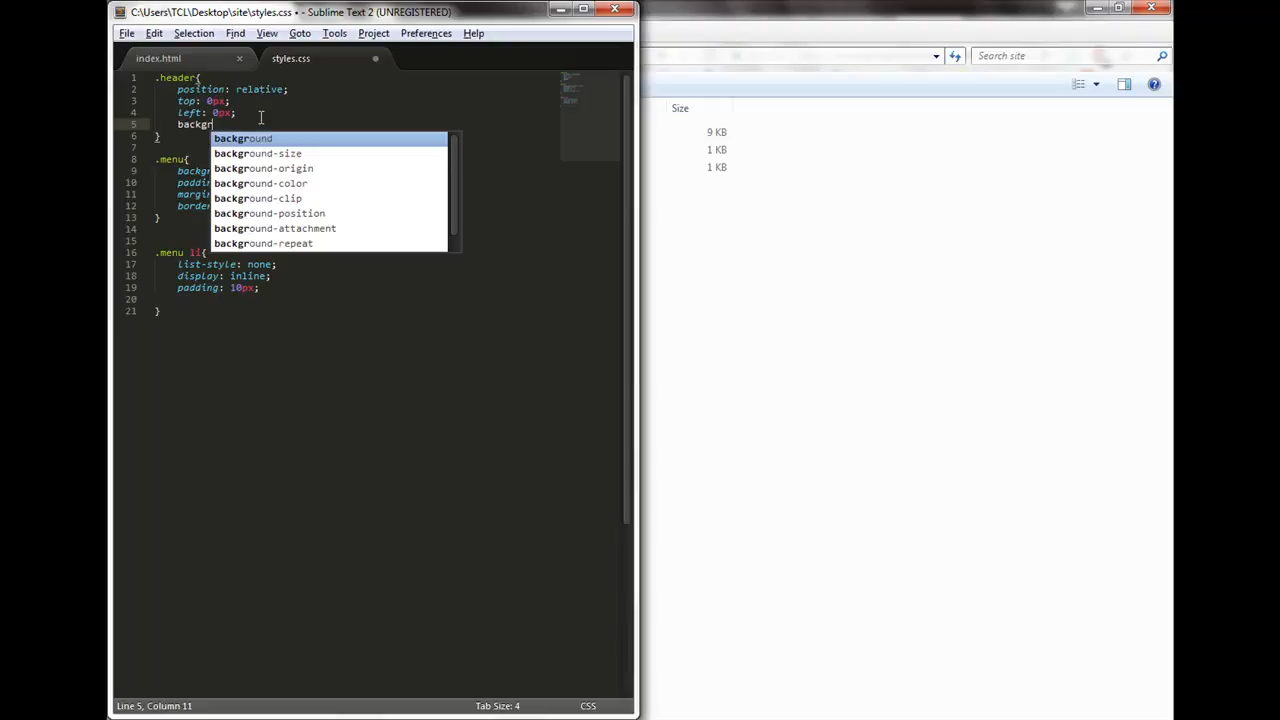 C:\Users\TCL\Desktop\site\styles.css • - Sublime Text 2 (UNREGISTERED)
File Edit Selection Find View Goto Tools Project Preferences Help
index.html × styles.css
Search site
Size
9 KB
1 KB
1 KB
1 .header{
2 position: relative;
3 top: 0px;
4 left: 0px;
5 backgr
6 }
7
8 .menu{
9 backg
10 paddin
11 margin
12 border
13 }
14
15
16 .menu li{
17 list-style: none;
18 display: inline;
19 padding: 10px;
20
21 }
background
background-size
background-origin
background-color
background-clip
background-position
background-attachment
background-repeat
Line 5, Column 11 Tab Size: 4 CSS